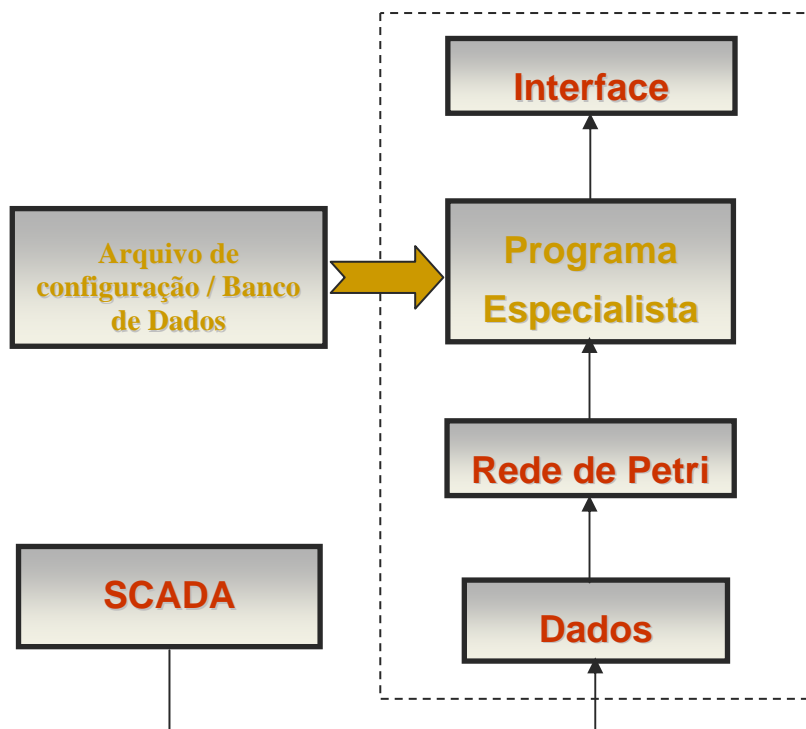 Interface
Arquivo de
configuração / Banco
de Dados
Programa
Especialista
Rede de Petri
SCADA
Dados